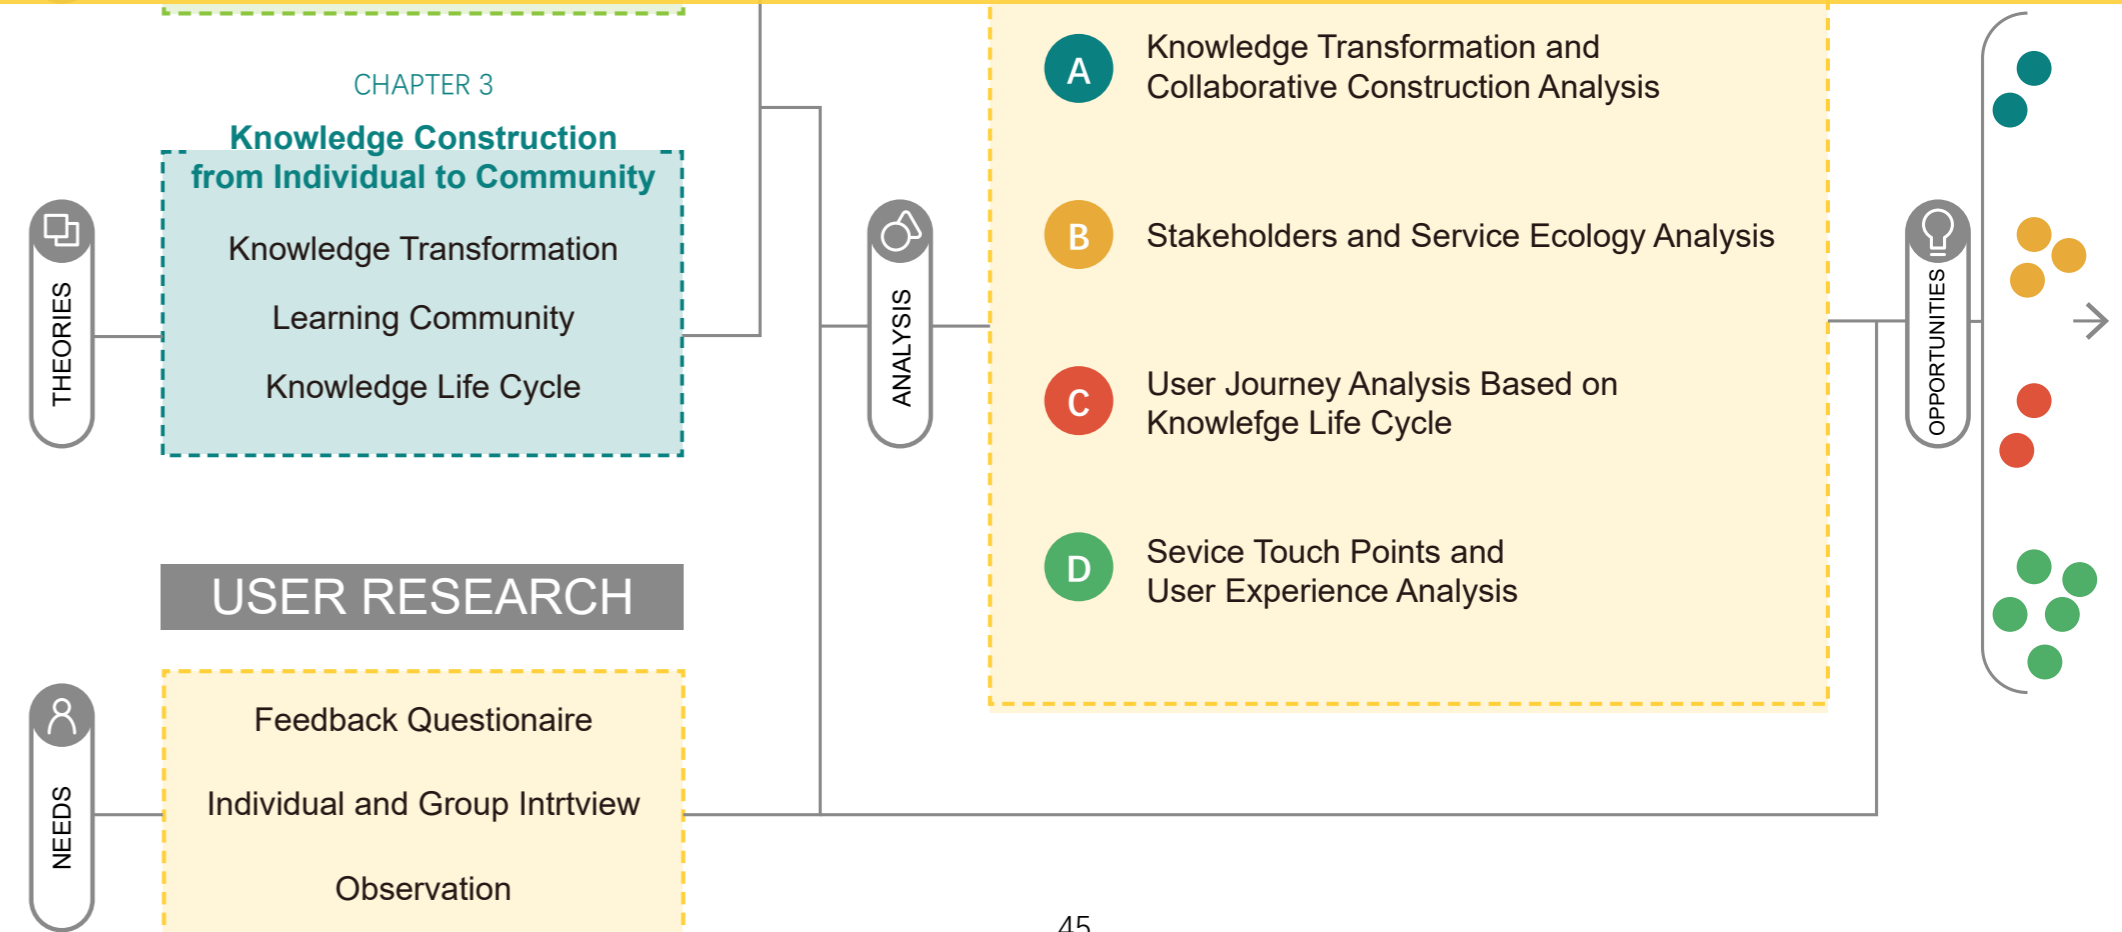 CHAPTER 3
Knowledge Construction
from Individual to Community
THEORIES
Knowledge Transformation
Learning Community
Knowledge Life Cycle
USER RESEARCH
NEEDS
Feedback Questionaire
Individual and Group Intrtview
Observation
ANALYSIS
A
Knowledge Transformation and
Collaborative Construction Analysis
B
Stakeholders and Service Ecology Analysis
C
User Journey Analysis Based on
Knowlefge Life Cycle
D
Sevice Touch Points and
User Experience Analysis
OPPORTUNITIES
45